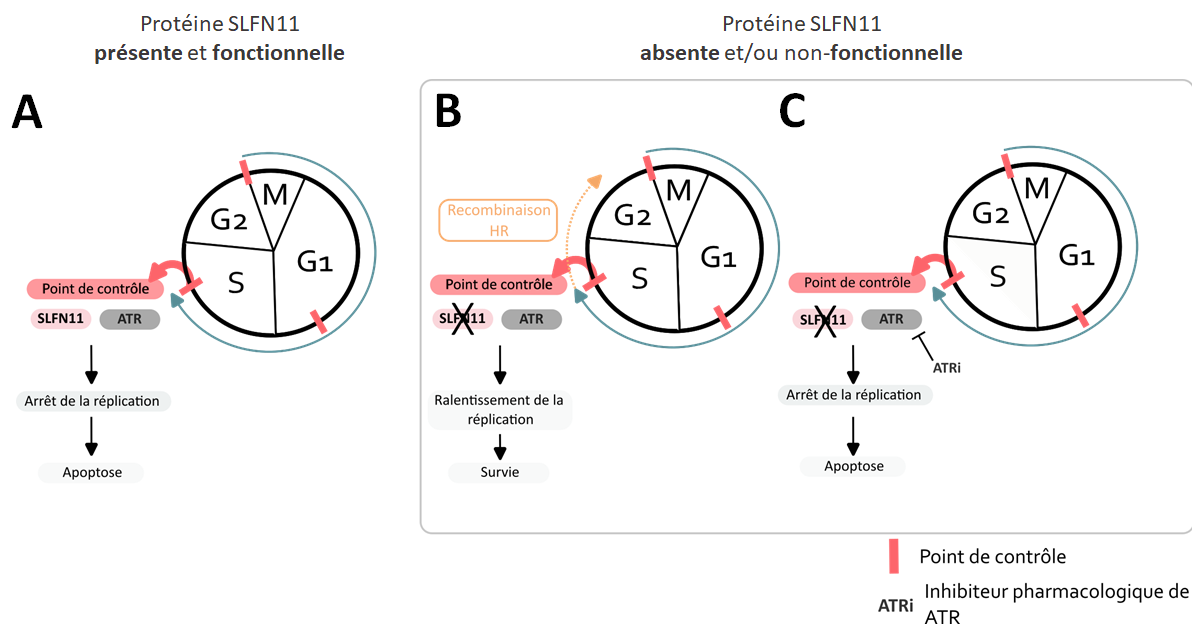 Protéine SLFN11
présente et fonctionnelle
Protéine SLFN11
absente et/ou non-fonctionnelle
A
M
G2
G1
S
Point de contrôle
SLFN11
ATR
Arrêt de la réplication
Apoptose
B
Recombinaison
HR
M
G2
G1
S
Point de contrôle
SLFN11
ATR
Ralentissement de la
réplication
Survie
C
M
G2
G1
S
Point de contrôle
SLFN11
ATR
ATRi
Arrêt de la réplication
Apoptose
Point de contrôle
ATRi
Inhibiteur pharmacologique de
ATR